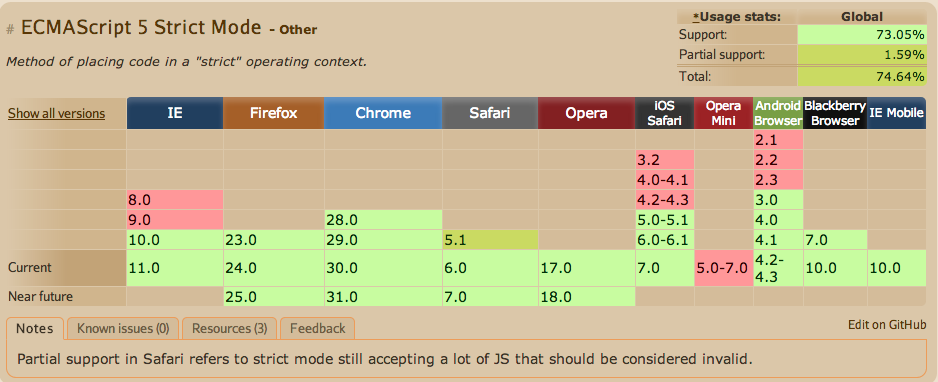 # ECMAScript 5 Strict Mode - Other
*Usage stats: Global
Support: 73.05%
Partial support: 1.59%
Total: 74.64%
Method of placing code in a "strict" operating context.
Show all versions IE Firefox Chrome Safari Opera iOS Safari Opera Mini Android Browser Blackberry Browser IE Mobile
2.1
3.2 2.2
4.0-4.1 2.3
8.0 4.2-4.3 3.0
9.0 28.0 5.0-5.1 4.0
10.0 23.0 29.0 5.1 6.0-6.1 4.1 7.0
Current 11.0 24.0 30.0 6.0 17.0 7.0 5.0-7.0 4.2-4.3 10.0 10.0
Near future 25.0 31.0 7.0 18.0
Notes Known issues (0) Resources (3) Feedback Edit on GitHub
Partial support in Safari refers to strict mode still accepting a lot of JS that should be considered invalid.